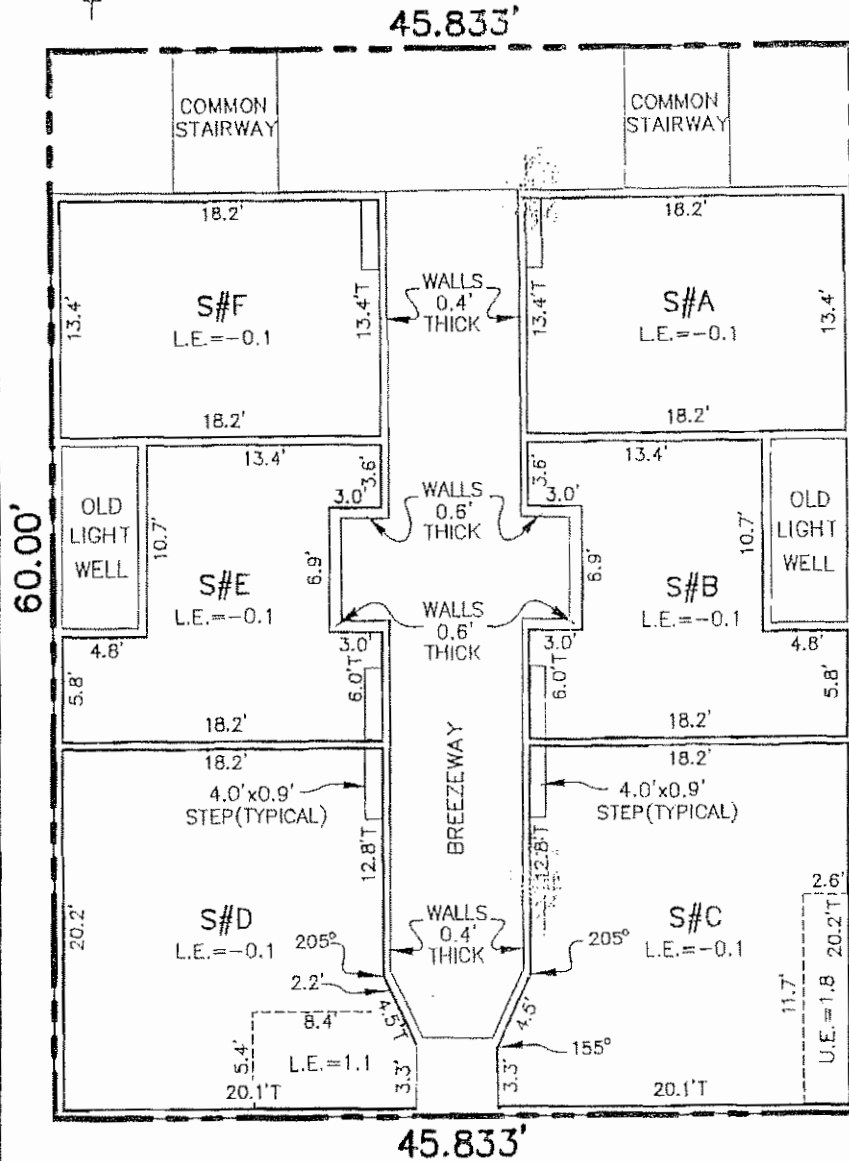 45.833'
COMMON
STAIRWAY
COMMON
STAIRWAY
18.2'
18.2'
13.4'
S#F
L.E.=-0.1
13.4'T
WALLS
0.4'
THICK
13.4'T
S#A
L.E.=-0.1
13.4'
18.2'
18.2'
60.00'
OLD
LIGHT
WELL
13.4'
3.6'
3.0'
10.7'
S#E
L.E.=-0.1
6.9'
WALLS
0.6'
THICK
3.6'
3.0'
13.4'
10.7'
OLD
LIGHT
WELL
6.9'
S#B
L.E.=-0.1
WALLS
0.6'
THICK
4.8'
3.0'
3.0'
4.8'
5.8'
6.0'T
6.0'T
5.8'
18.2'
18.2'
18.2'
18.2'
4.0'x0.9'
STEP(TYPICAL)
BREEZEWAY
4.0'x0.9'
STEP(TYPICAL)
12.8'T
12.8'T
20.2'
S#D
L.E.=-0.1
WALLS
0.4'
THICK
S#C
L.E.=-0.1
2.6'
20.2'T
205°
205°
2.2'
4.5'T
4.5'
11.7'
U.E.=1.8
8.4'
5.4'
L.E.=1.1
155°
3.3'
3.3'
20.1'T
20.1'T
45.833'